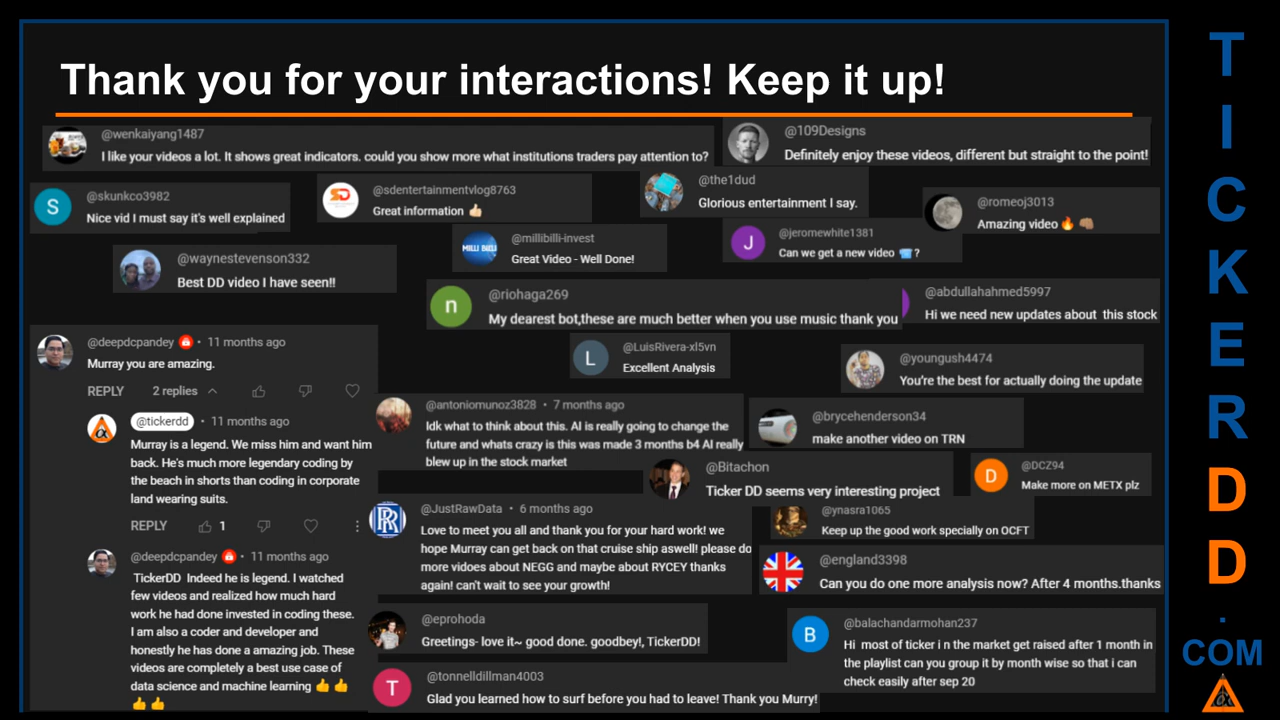 Thank you for your interactions! Keep it up!
@wenkaiyang1487
I like your videos a lot. It shows great indicators. could you show more what institutions traders pay attention to?
@109Designs
Definitely enjoy these videos, different but straight to the point!
@skunkco3982
Nice vid I must say it's well explained
@sdentertainmentvlog8763
Great information 👍🏻
@the1dud
Glorious entertainment I say.
@romeoj3013
Amazing video 🔥 👊🏽
@millibilli-invest
Great Video - Well Done!
MILLI BILLI
J
@jeromewhite1381
Can we get a new video ?
@waynestevenson332
Best DD video I have seen!!
n
@riohaga269
My dearest bot,these are much better when you use music thank you
@abdullahahmed5997
Hi we need new updates about this stock
L
@LuisRivera-xl5vn
Excellent Analysis
@youngush4474
You're the best for actually doing the update
@deepdcpandey • 11 months ago
Murray you are amazing.
REPLY 2 replies
@tickerdd • 11 months ago
Murray is a legend. We miss him and want him
back. He's much more legendary coding by
the beach in shorts than coding in corporate
land wearing suits.
REPLY 1
@deepdcpandey • 11 months ago
TickerDD Indeed he is legend. I watched
few videos and realized how much hard
work he had done invested in coding these.
I am also a coder and developer and
honestly he has done a amazing job. These
videos are completely a best use case of
data science and machine learning 👍👍
👍👍
@antoniomunoz3828 • 7 months ago
Idk what to think about this. AI is really going to change the
future and whats crazy is this was made 3 months b4 AI really
blew up in the stock market
@brycehenderson34
make another video on TRN
@Bitachon
Ticker DD seems very interesting project
D
@DCZ94
Make more on METX plz
@JustRawData • 6 months ago
Love to meet you all and thank you for your hard work! we
hope Murray can get back on that cruise ship aswell! please do
more vidoes about NEGG and maybe about RYCEY thanks
again! can't wait to see your growth!
@ynasra1065
Keep up the good work specially on OCFT
@england3398
Can you do one more analysis now? After 4 months.thanks
@eprohoda
Greetings- love it~ good done. goodbey!, TickerDD!
B
@balachandarmohan237
Hi most of ticker i n the market get raised after 1 month in
the playlist can you group it by month wise so that i can
check easily after sep 20
T
@tonnelldillman4003
Glad you learned how to surf before you had to leave! Thank you Murry!
S
TICKERDD
.
COM